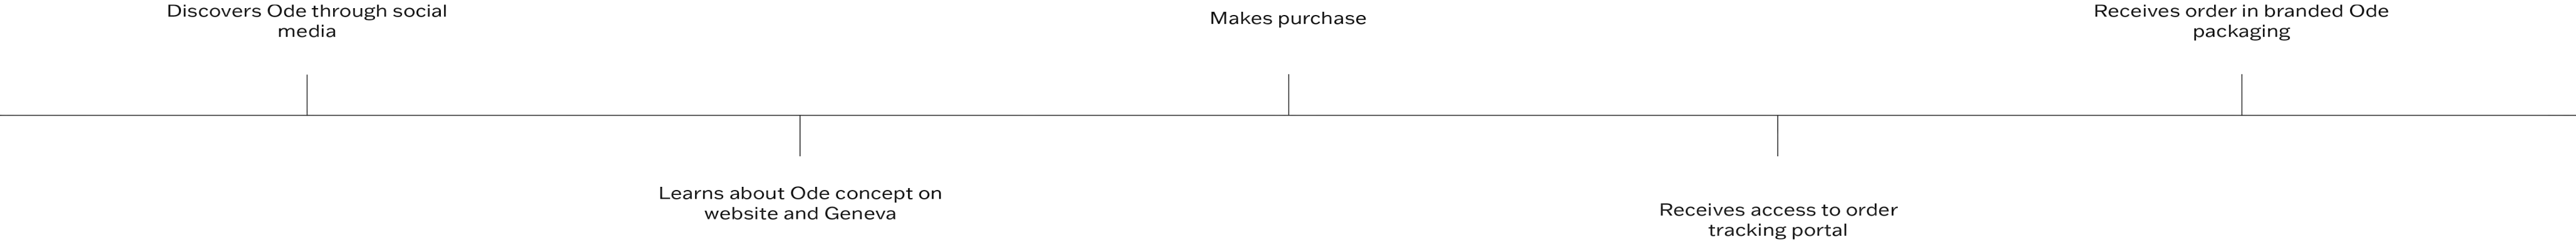 Discovers Ode through social
media
Learns about Ode concept on
website and Geneva
Makes purchase
Receives access to order
tracking portal
Receives order in branded Ode
packaging